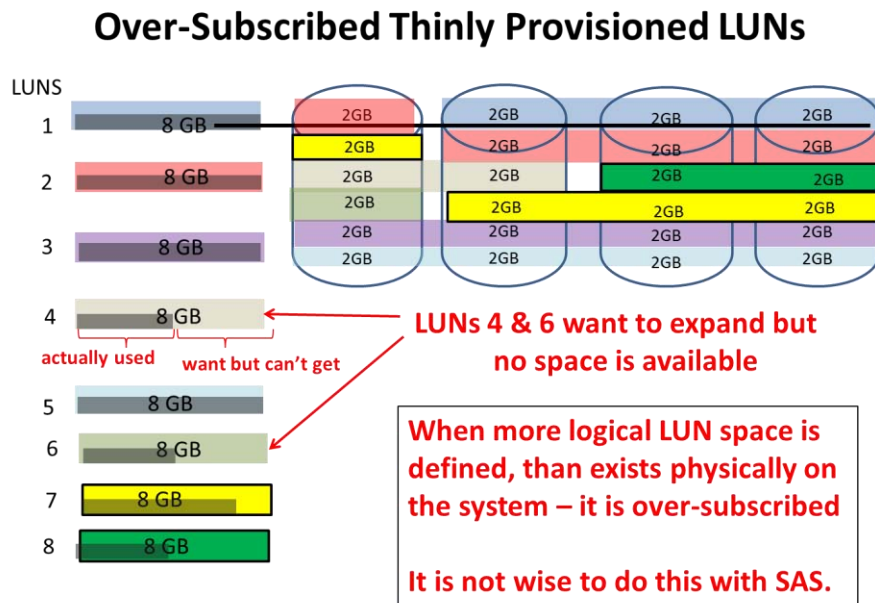 Over-Subscribed Thinly Provisioned LUNs
LUNS
1 8 GB 2GB 2GB 2GB 2GB
2GB 2GB 2GB 2GB
2 8 GB 2GB 2GB 2GB 2GB
2GB 2GB 2GB 2GB
3 8 GB 2GB 2GB 2GB 2GB
2GB 2GB 2GB 2GB
4 8 GB
actually used want but can’t get
LUNs 4 & 6 want to expand but
no space is available
5 8 GB
6 8 GB
7 8 GB
8 8 GB
When more logical LUN space is
defined, than exists physically on
the system – it is over-subscribed
It is not wise to do this with SAS.